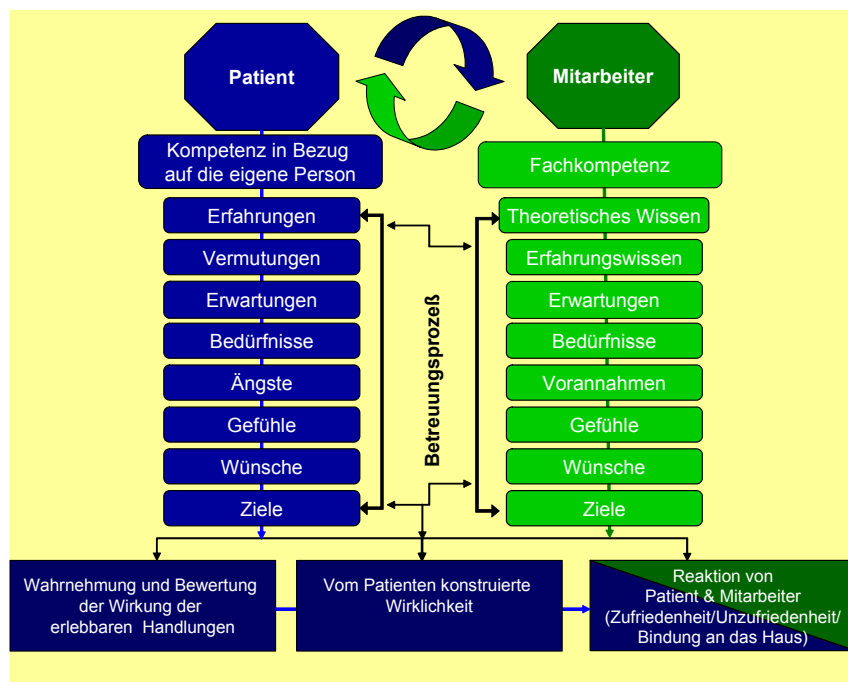 Patient
Mitarbeiter
Kompetenz in Bezug
auf die eigene Person
Fachkompetenz
Erfahrungen
Theoretisches Wissen
Vermutungen
Erfahrungswissen
Erwartungen
Erwartungen
Bedürfnisse
Bedürfnisse
Ängste
Vorannahmen
Gefühle
Gefühle
Wünsche
Wünsche
Ziele
Ziele
Betreuungsprozeß
Wahrnehmung und Bewertung
der Wirkung der
erlebbaren Handlungen
Vom Patienten konstruierte
Wirklichkeit
Reaktion von
Patient & Mitarbeiter
(Zufriedenheit/Unzufriedenheit/
Bindung an das Haus)